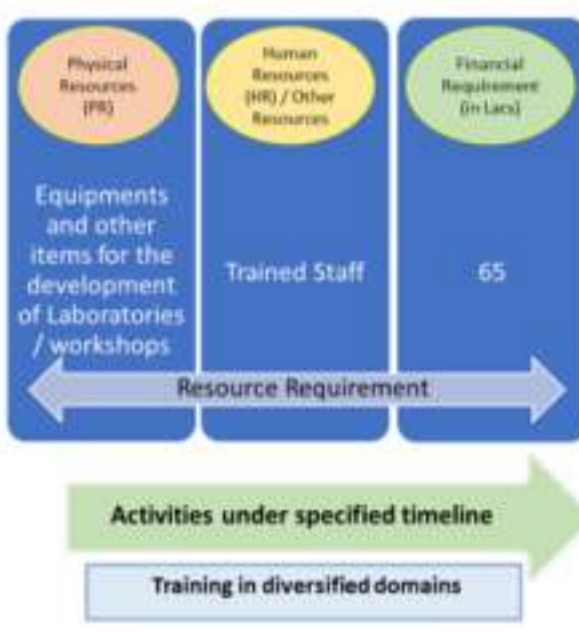 Physical
Resources
(PR)
Human
Resources
(HR) / Other
Resources
Financial
Requirement
(in Lacs)
Equipments
and other
items for the
development
of Laboratories
/ workshops
Trained Staff
65
Resource Requirement
Activities under specified timeline
Training in diversified domains